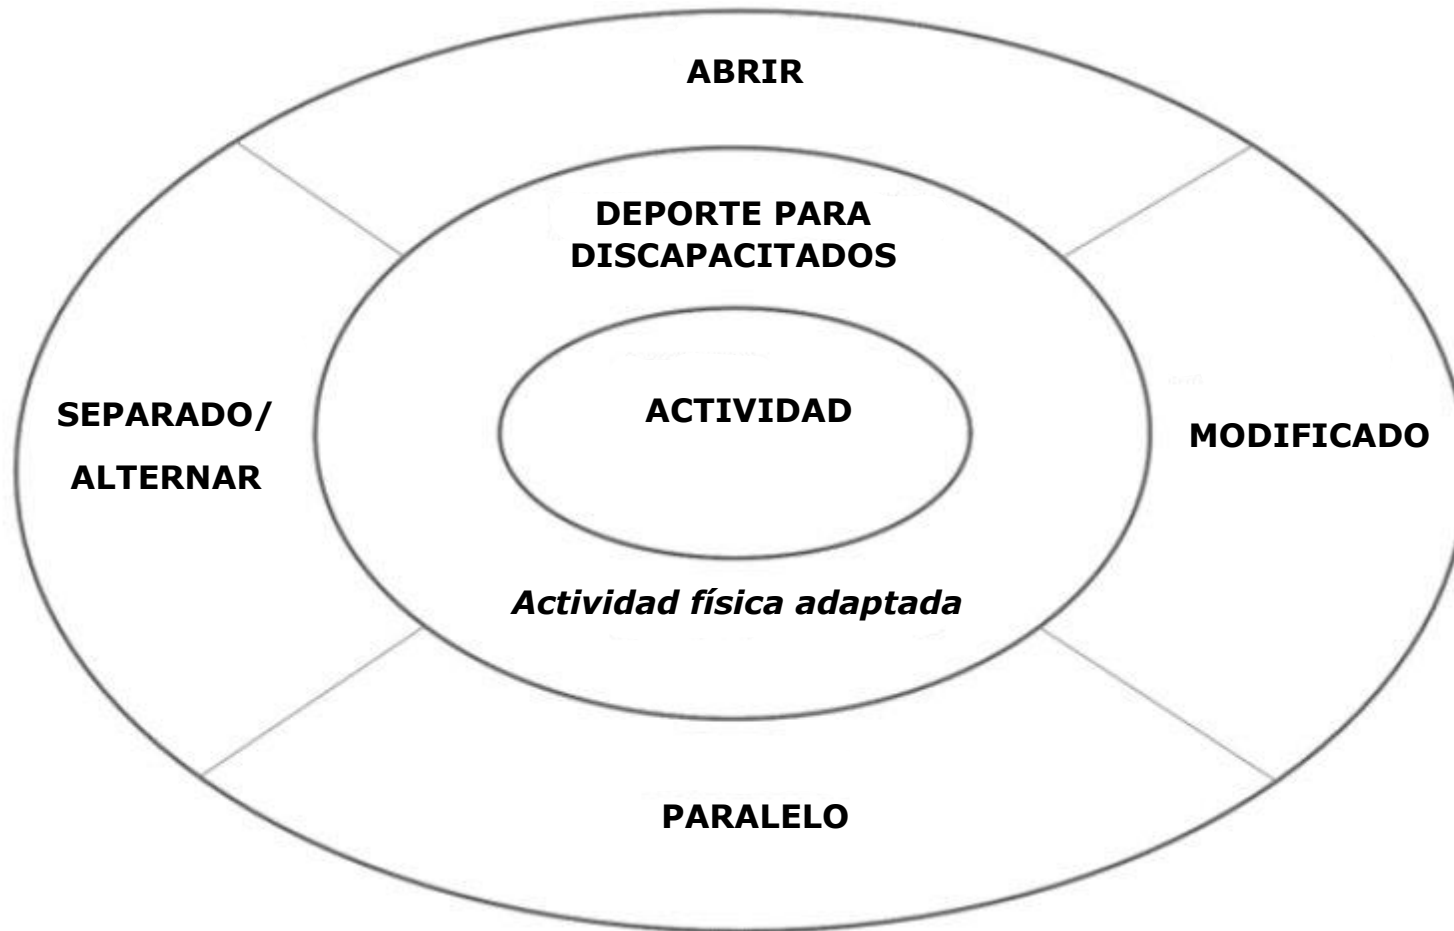 ABRIR
DEPORTE PARA
DISCAPACITADOS
ACTIVIDAD
SEPARADO/
ALTERNAR
MODIFICADO
Actividad física adaptada
PARALELO